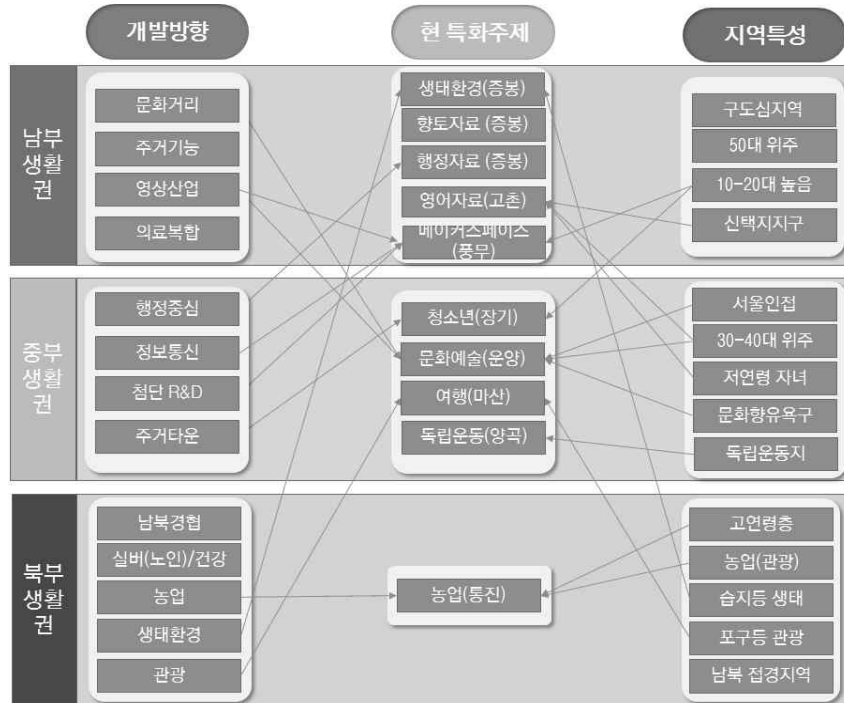 개발방향
현 특화주제
지역특성
남부
생활
권
문화거리
주거기능
영상산업
의료복합
생태환경(증봉)
향토자료 (증봉)
행정자료 (증봉)
영어자료(고촌)
메이커스페이스
(풍무)
구도심지역
50대 위주
10-20대 높음
신택지지구
중부
생활
권
행정중심
정보통신
첨단 R&D
주거타운
청소년(장기)
문화예술(운양)
여행(마산)
독립운동(양곡)
서울인접
30-40대 위주
저연령 자녀
문화향유욕구
독립운동지
북부
생활
권
남북경협
실버(노인)/건강
농업
생태환경
관광
농업(통진)
고연령층
농업(관광)
습지등 생태
포구등 관광
남북 접경지역